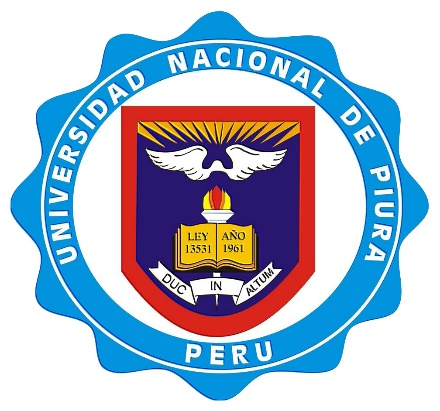 UNIVERSIDAD NACIONAL DE PIURA
LEY AÑO
13531 1961
DUC IN ALTUM
PERU